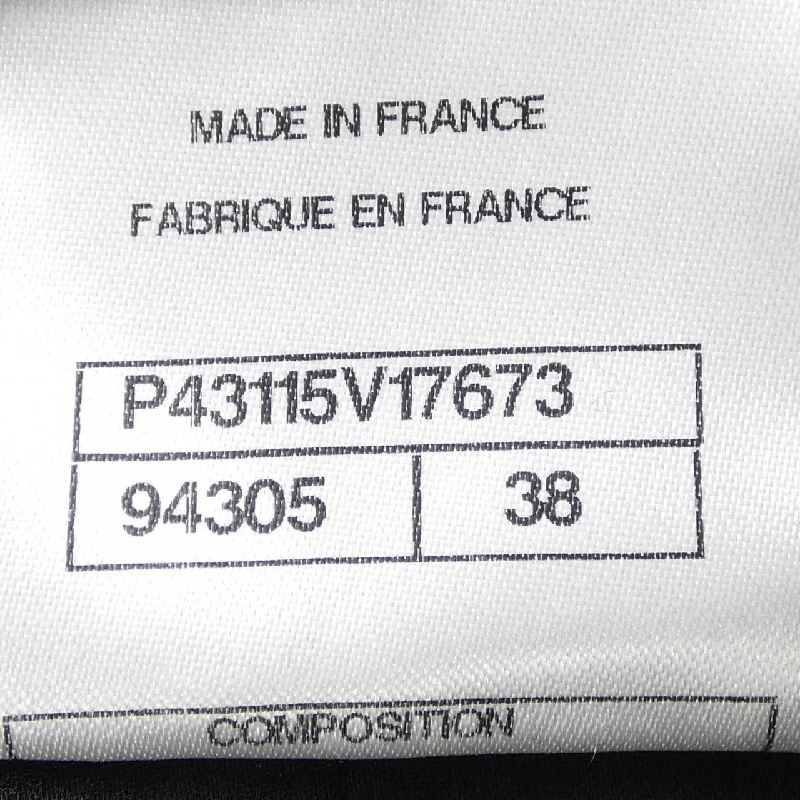 MADE IN FRANCE
FABRIQUE EN FRANCE
P43115V17673
94305 38
COMPOSITION